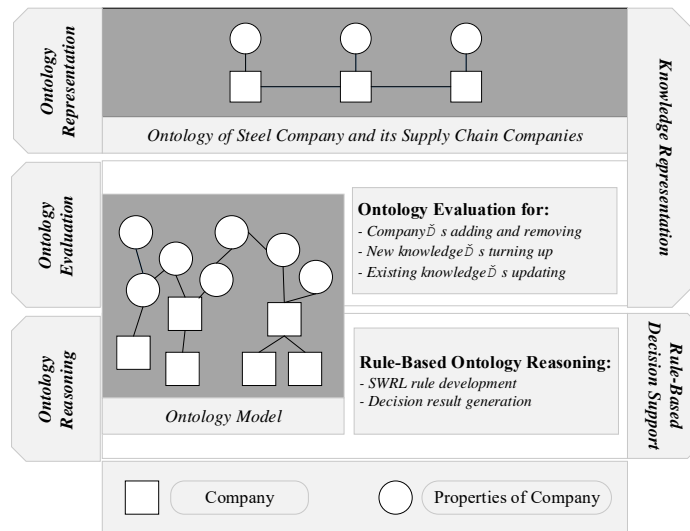 Ontology
Representation
Ontology of Steel Company and its Supply Chain Companies
Knowledge Representation
Ontology
Evaluation
Ontology Evaluation for:
- CompanyĎ s adding and removing
- New knowledgeĎ s turning up
- Existing knowledgeĎ s updating
Ontology
Reasoning
Ontology Model
Rule-Based Ontology Reasoning:
- SWRL rule development
- Decision result generation
Rule-Based
Decision Support
Company
Properties of Company